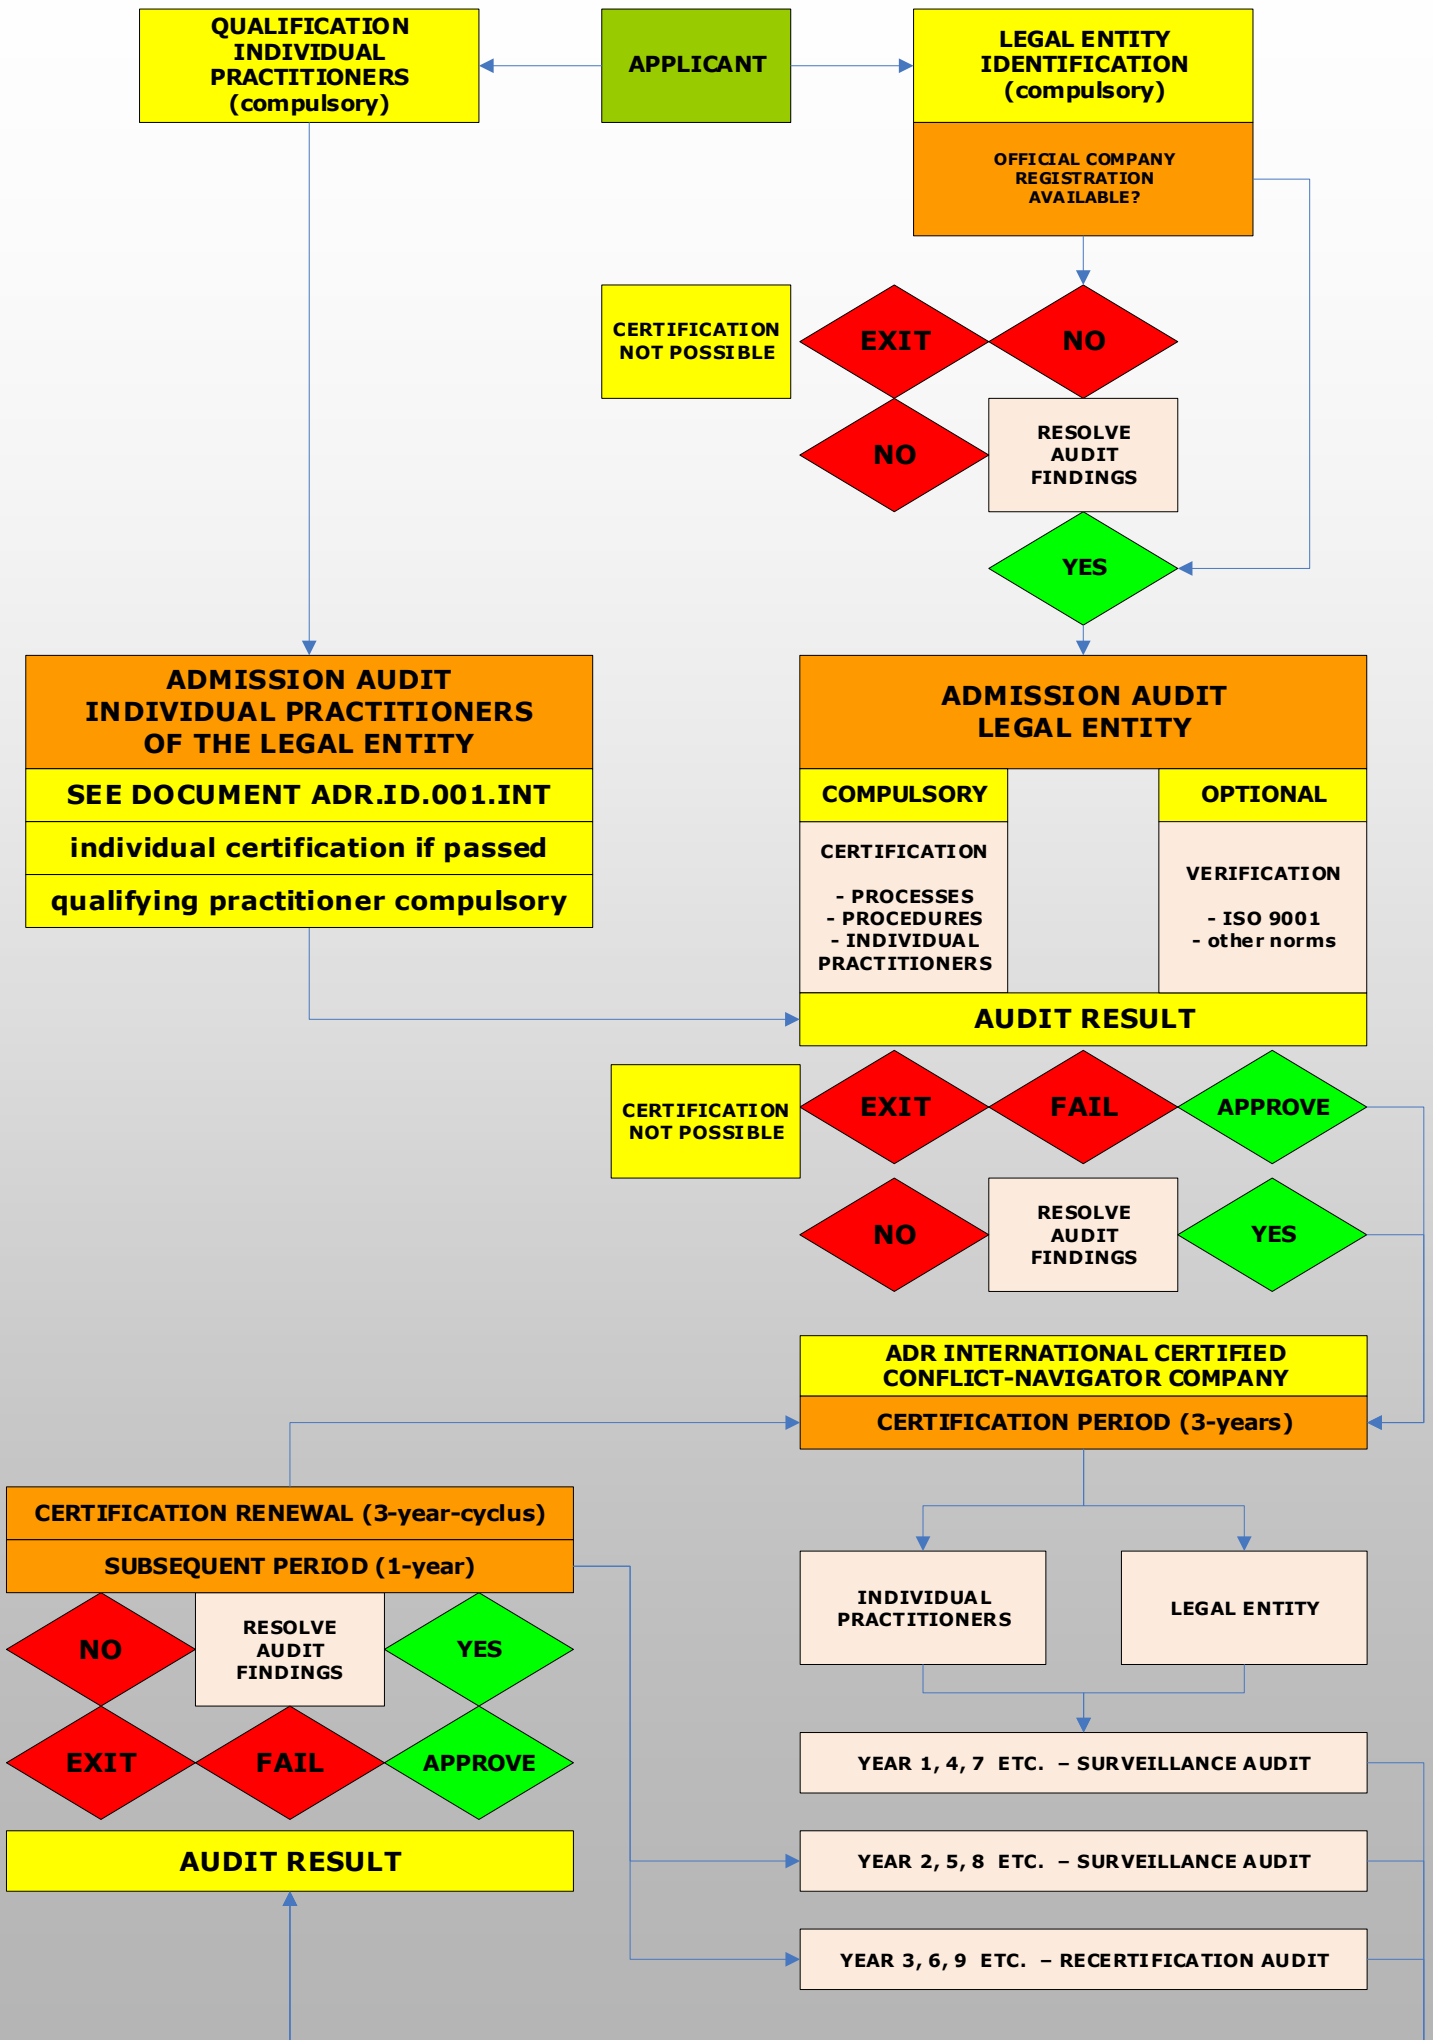 QUALIFICATION
INDIVIDUAL
PRACTITIONERS
(compulsory)
APPLICANT
LEGAL ENTITY
IDENTIFICATION
(compulsory)
OFFICIAL COMPANY
REGISTRATION
AVAILABLE?
CERTIFICATION
NOT POSSIBLE
EXIT
NO
NO
RESOLVE
AUDIT
FINDINGS
YES
ADMISSION AUDIT
INDIVIDUAL PRACTITIONERS
OF THE LEGAL ENTITY
SEE DOCUMENT ADR.ID.001.INT
individual certification if passed
qualifying practitioner compulsory
ADMISSION AUDIT
LEGAL ENTITY
COMPULSORY
CERTIFICATION
- PROCESSES
- PROCEDURES
- INDIVIDUAL
PRACTITIONERS
OPTIONAL
VERIFICATION
- ISO 9001
- other norms
AUDIT RESULT
CERTIFICATION
NOT POSSIBLE
EXIT
FAIL
APPROVE
NO
RESOLVE
AUDIT
FINDINGS
YES
ADR INTERNATIONAL CERTIFIED
CONFLICT-NAVIGATOR COMPANY
CERTIFICATION PERIOD (3-years)
CERTIFICATION RENEWAL (3-year-cyclus)
SUBSEQUENT PERIOD (1-year)
NO
RESOLVE
AUDIT
FINDINGS
YES
EXIT
FAIL
APPROVE
AUDIT RESULT
INDIVIDUAL
PRACTITIONERS
LEGAL ENTITY
YEAR 1, 4, 7 ETC. – SURVEILLANCE AUDIT
YEAR 2, 5, 8 ETC. – SURVEILLANCE AUDIT
YEAR 3, 6, 9 ETC. – RECERTIFICATION AUDIT